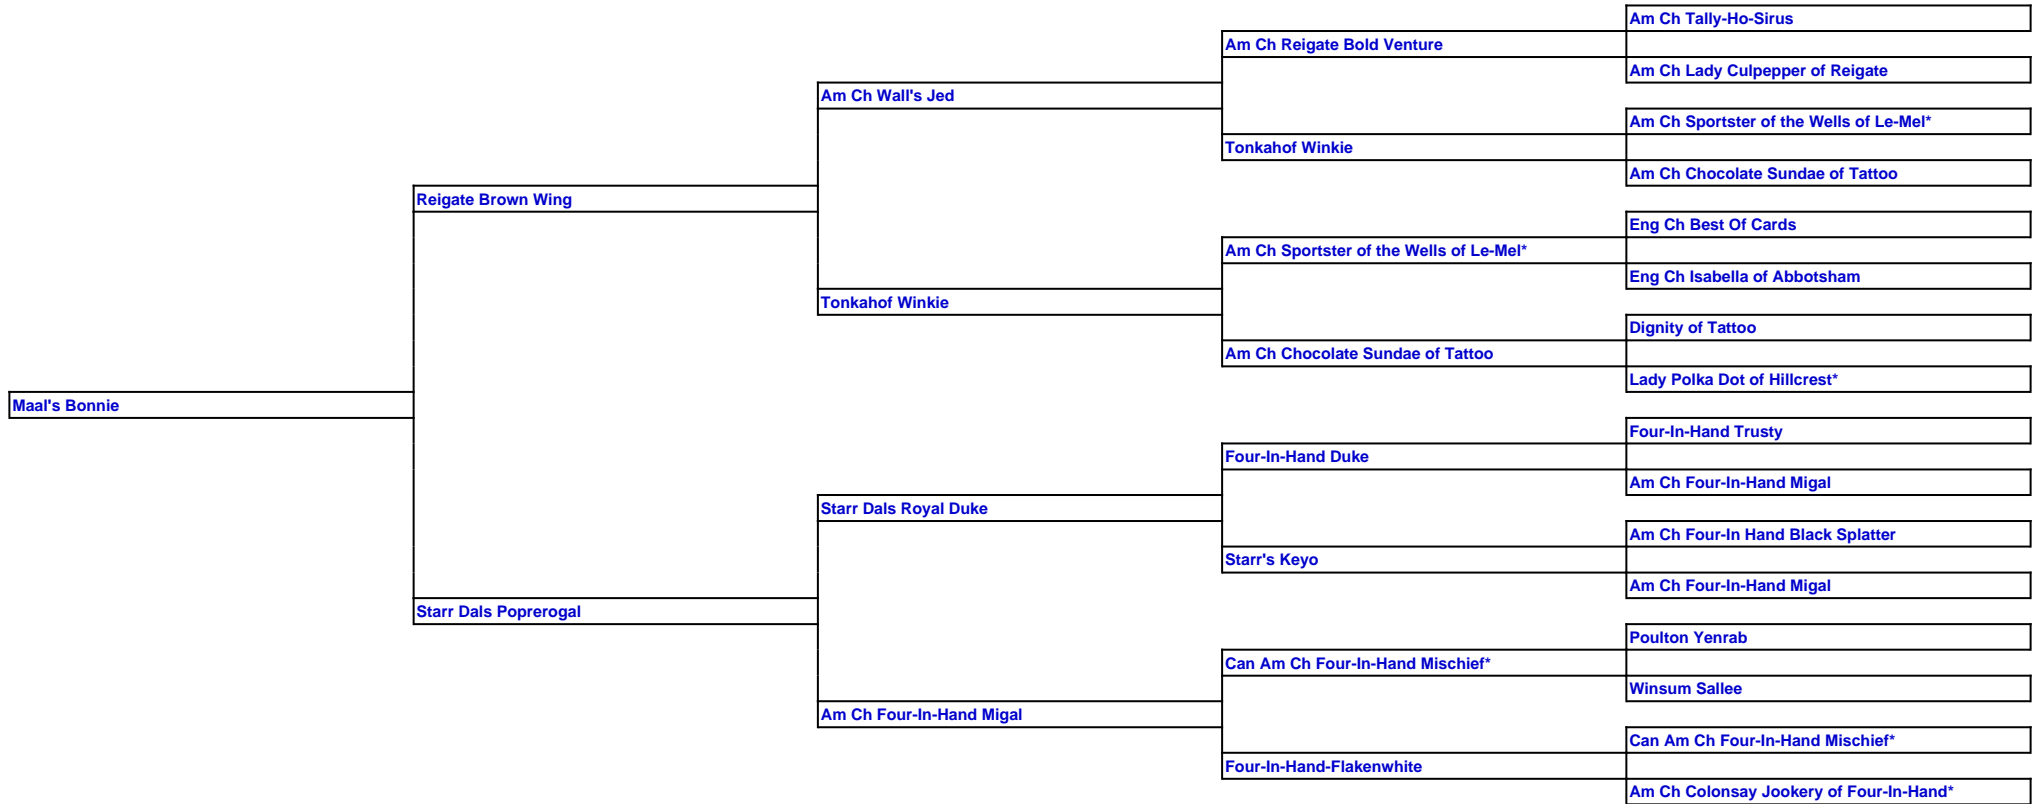 Am Ch Tally-Ho-Sirus
Am Ch Reigate Bold Venture
Am Ch Lady Culpepper of Reigate
Am Ch Wall's Jed
Am Ch Sportster of the Wells of Le-Mel*
Tonkahof Winkie
Am Ch Chocolate Sundae of Tattoo
Reigate Brown Wing
Eng Ch Best Of Cards
Am Ch Sportster of the Wells of Le-Mel*
Eng Ch Isabella of Abbotsham
Tonkahof Winkie
Dignity of Tattoo
Am Ch Chocolate Sundae of Tattoo
Lady Polka Dot of Hillcrest*
Maal's Bonnie
Four-In-Hand Trusty
Four-In-Hand Duke
Am Ch Four-In-Hand Migal
Starr Dals Royal Duke
Am Ch Four-In Hand Black Splatter
Starr's Keyo
Am Ch Four-In-Hand Migal
Starr Dals Poprerogal
Poulton Yenrab
Can Am Ch Four-In-Hand Mischief*
Winsum Sallee
Am Ch Four-In-Hand Migal
Can Am Ch Four-In-Hand Mischief*
Four-In-Hand-Flakenwhite
Am Ch Colonsay Jookery of Four-In-Hand*